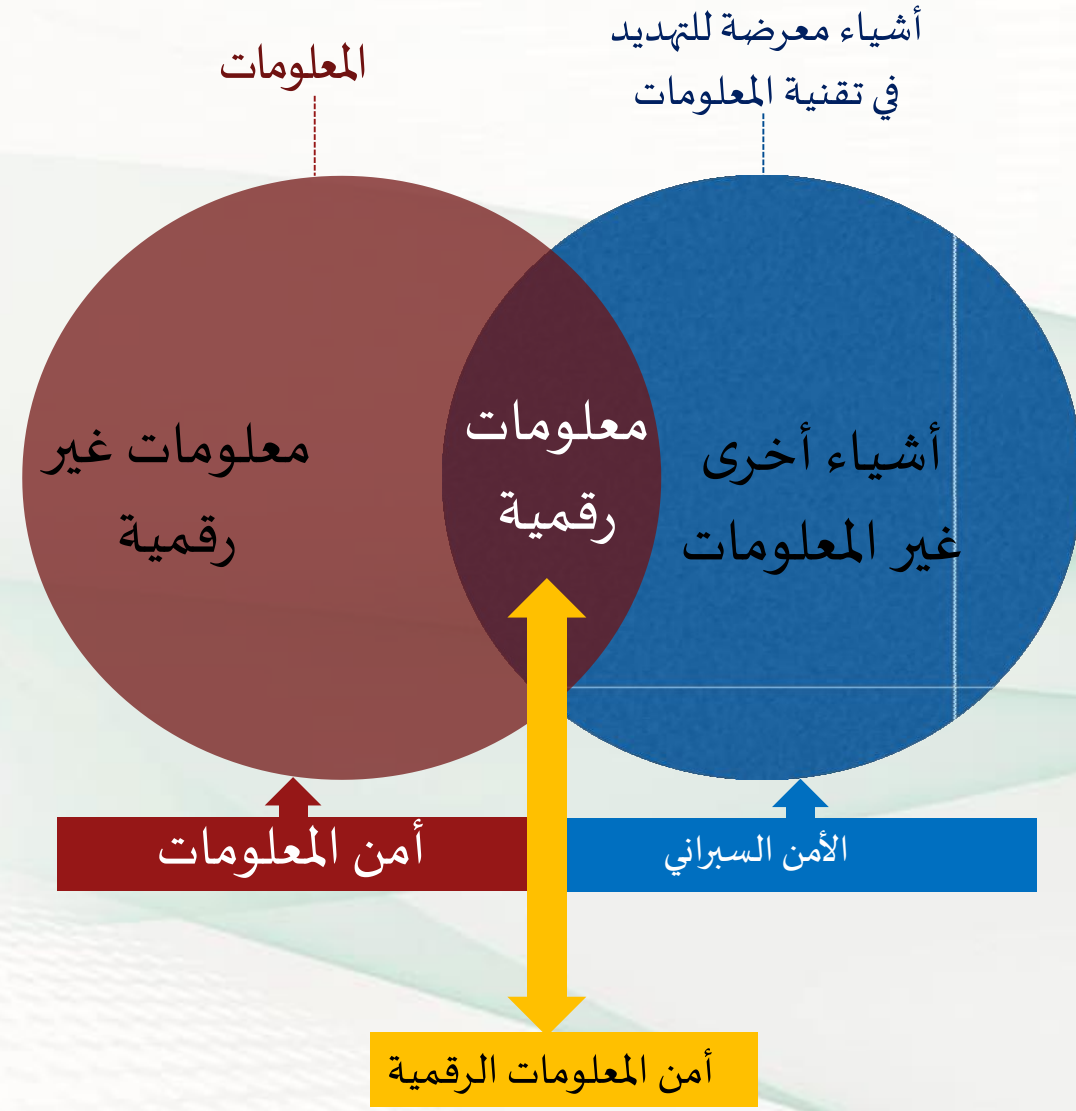 أشياء معرضة للتهديد
في تقنية المعلومات
المعلومات
أشياء أخرى
غير المعلومات
معلومات
رقمية
معلومات غير
رقمية
الأمن السبراني
أمن المعلومات
أمن المعلومات الرقمية